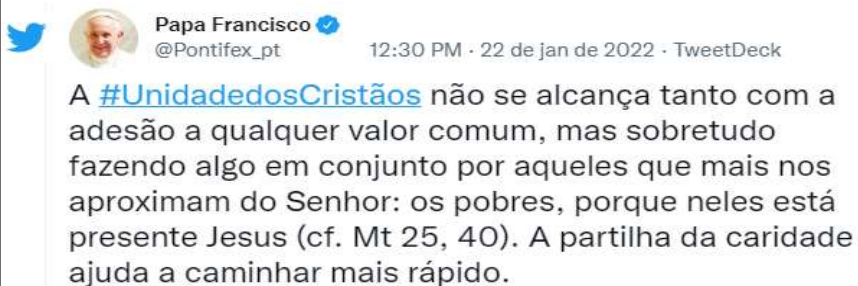 Papa Francisco
@Pontifex_pt 12:30 PM · 22 de jan de 2022 · TweetDeck
A #UnidadedosCristãos não se alcança tanto com a
adesão a qualquer valor comum, mas sobretudo
fazendo algo em conjunto por aqueles que mais nos
aproximam do Senhor: os pobres, porque neles está
presente Jesus (cf. Mt 25, 40). A partilha da caridade
ajuda a caminhar mais rápido.